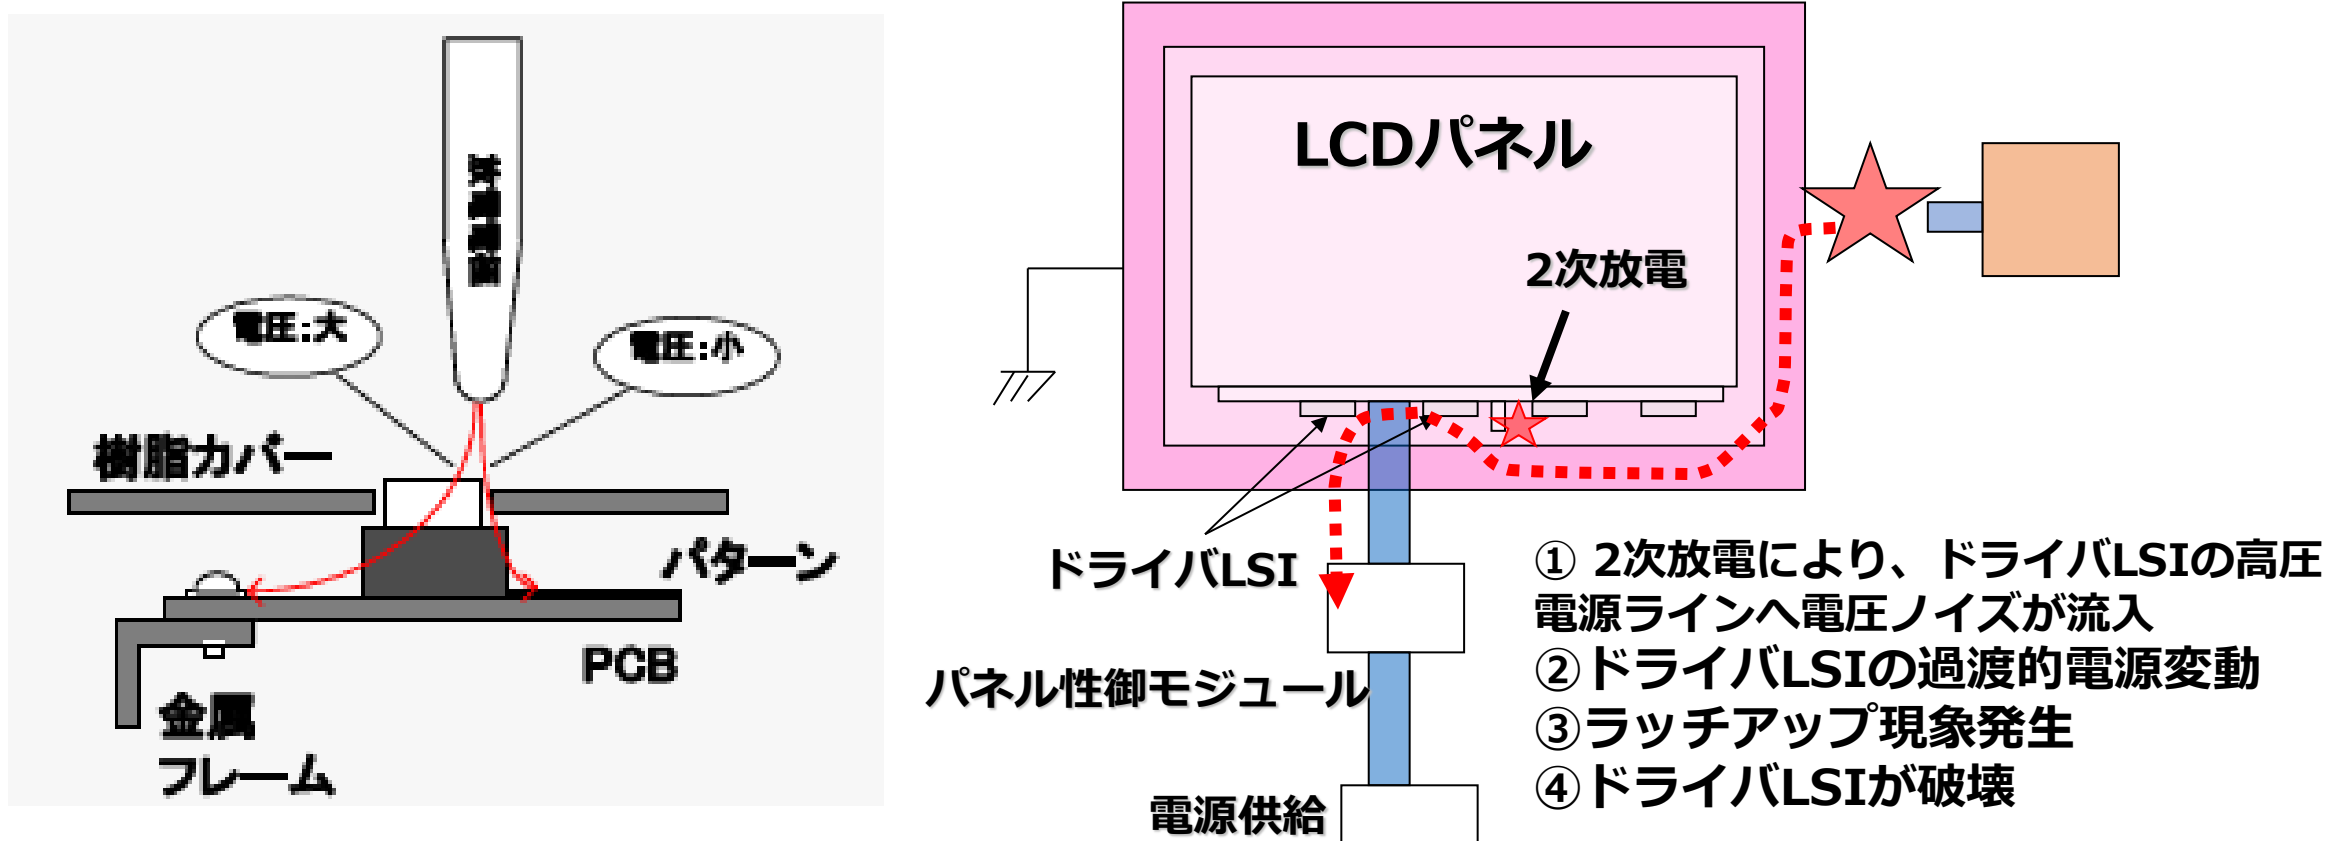 電圧:大
電圧:小
樹脂カバー
パターン
PCB
金属
フレーム
LCDパネル
2次放電
ドライバLSI
パネル性御モジュール
電源供給
① 2次放電により、ドライバLSIの高圧
電源ラインへ電圧ノイズが流入
②ドライバLSIの過渡的電源変動
③ラッチアップ現象発生
④ドライバLSIが破壊